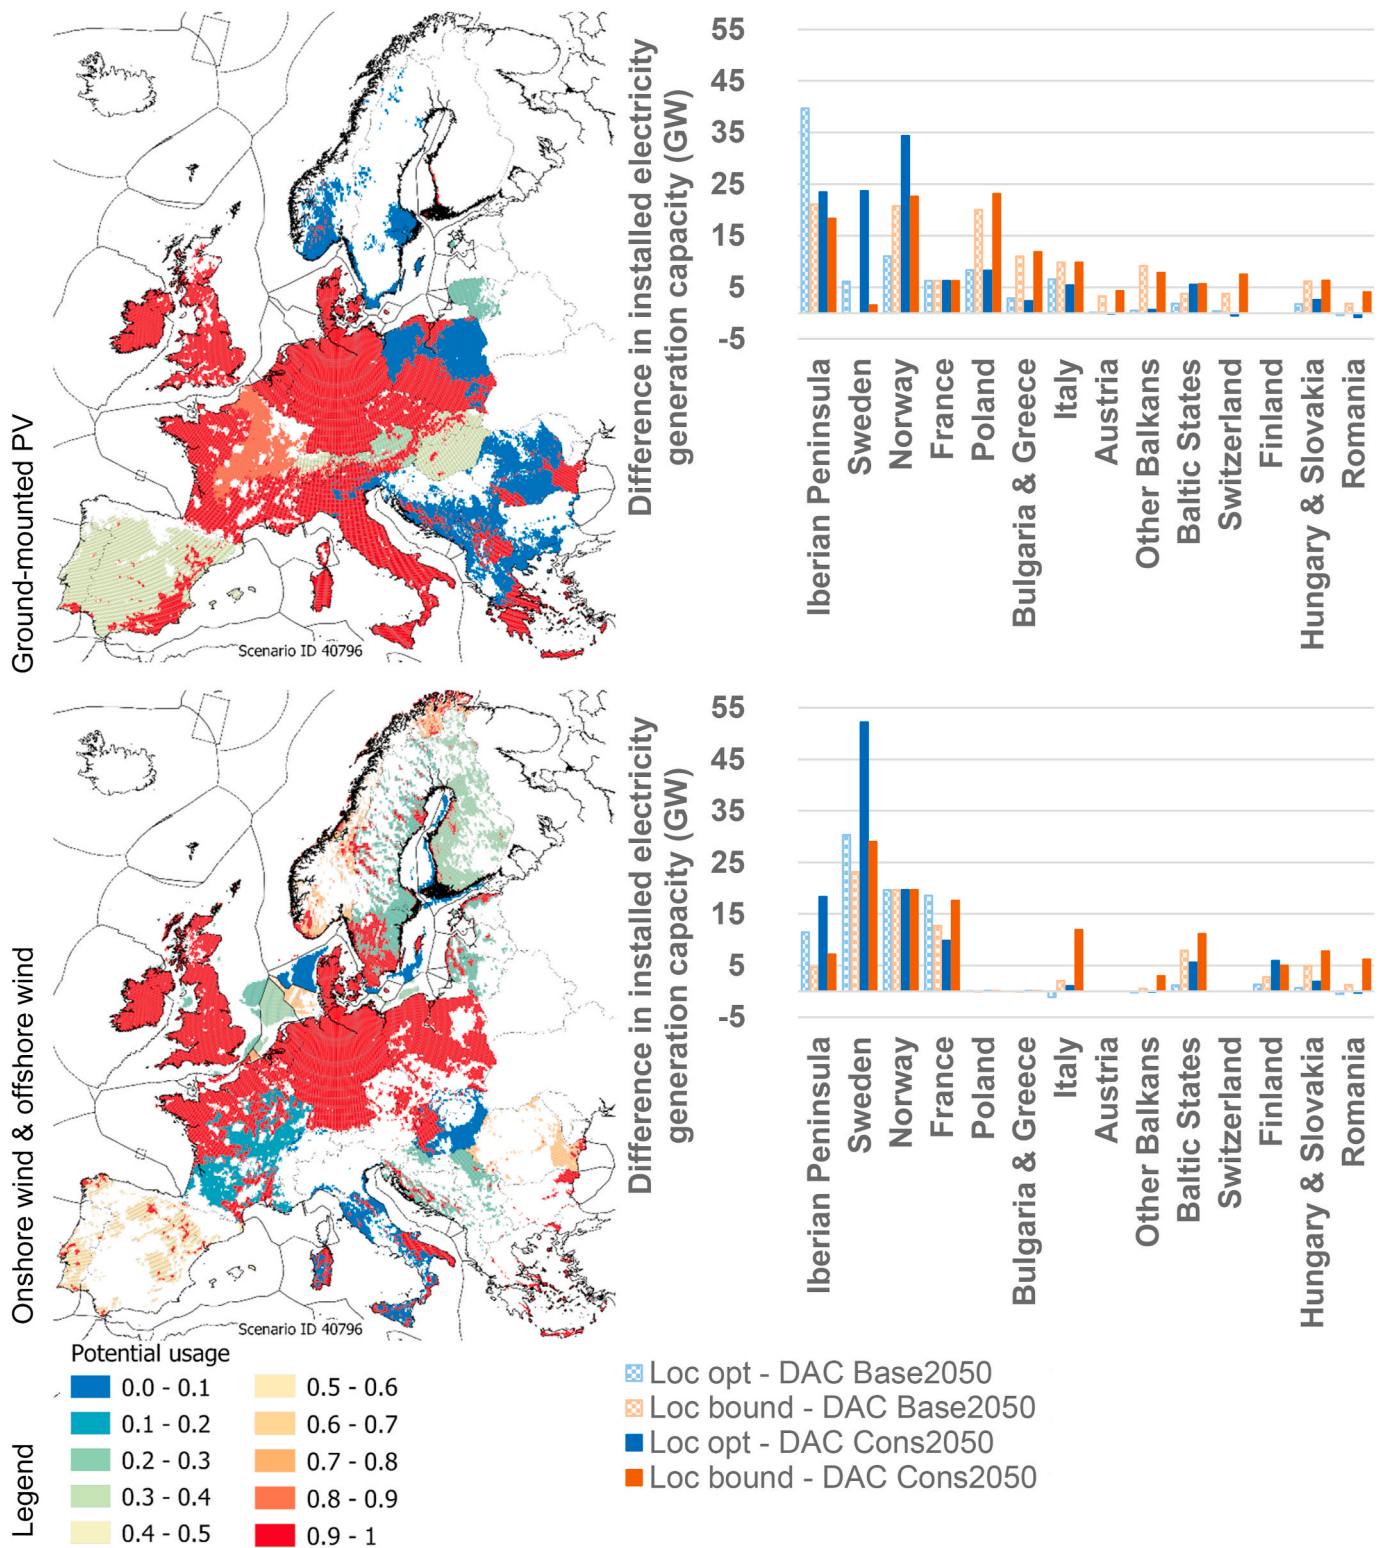 Ground-mounted PV
Scenario ID 40796
Difference in installed electricity
generation capacity (GW)
55
45
35
25
15
5
-5
Iberian Peninsula
Sweden
Norway
France
Poland
Bulgaria & Greece
Italy
Austria
Other Balkans
Baltic States
Switzerland
Finland
Hungary & Slovakia
Romania
Onshore wind & offshore wind
Scenario ID 40796
Difference in installed electricity
generation capacity (GW)
55
45
35
25
15
5
-5
Iberian Peninsula
Sweden
Norway
France
Poland
Bulgaria & Greece
Italy
Austria
Other Balkans
Baltic States
Switzerland
Finland
Hungary & Slovakia
Romania
Legend
Potential usage
0.0 - 0.1
0.1 - 0.2
0.2 - 0.3
0.3 - 0.4
0.4 - 0.5
0.5 - 0.6
0.6 - 0.7
0.7 - 0.8
0.8 - 0.9
0.9 - 1
Loc opt - DAC Base2050
Loc bound - DAC Base2050
Loc opt - DAC Cons2050
Loc bound - DAC Cons2050